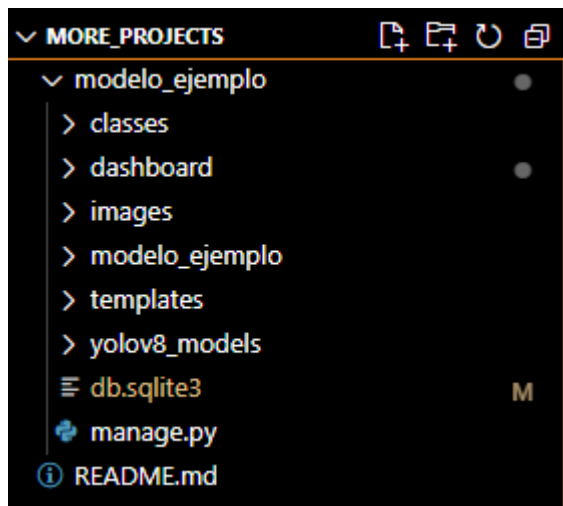 MORE_PROJECTS
modelo_ejemplo
classes
dashboard
images
modelo_ejemplo
templates
yolov8_models
db.sqlite3 M
manage.py
README.md